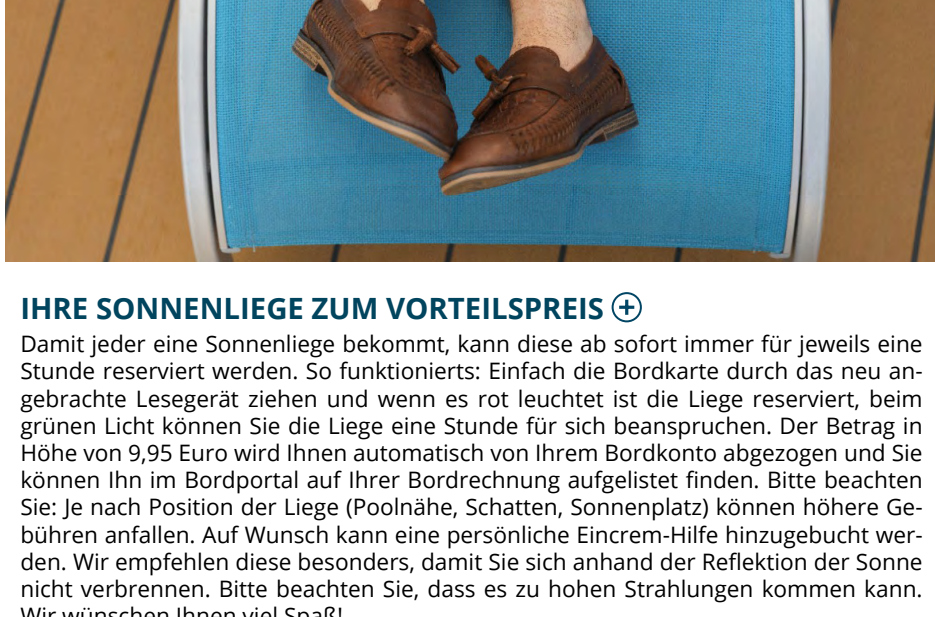 IHRE SONNENLIEGE ZUM VORTEILSPREIS
Damit jeder eine Sonnenliege bekommt, kann diese ab sofort immer für jeweils eine
Stunde reserviert werden. So funktionierts: Einfach die Bordkarte durch das neu an-
gebrachte Lesegerät ziehen und wenn es rot leuchtet ist die Liege reserviert, beim
grünen Licht können Sie die Liege eine Stunde für sich beanspruchen. Der Betrag in
Höhe von 9,95 Euro wird Ihnen automatisch von Ihrem Bordkonto abgezogen und Sie
können Ihn im Bordportal auf Ihrer Bordrechnung aufgelistet finden. Bitte beachten
Sie: Je nach Position der Liege (Poolnähe, Schatten, Sonnenplatz) können höhere Ge-
bühren anfallen. Auf Wunsch kann eine persönliche Eincrem-Hilfe hinzugebucht wer-
den. Wir empfehlen diese besonders, damit Sie sich anhand der Reflektion der Sonne
nicht verbrennen. Bitte beachten Sie, dass es zu hohen Strahlungen kommen kann.
Wir wünschen Ihnen viel Spaß!